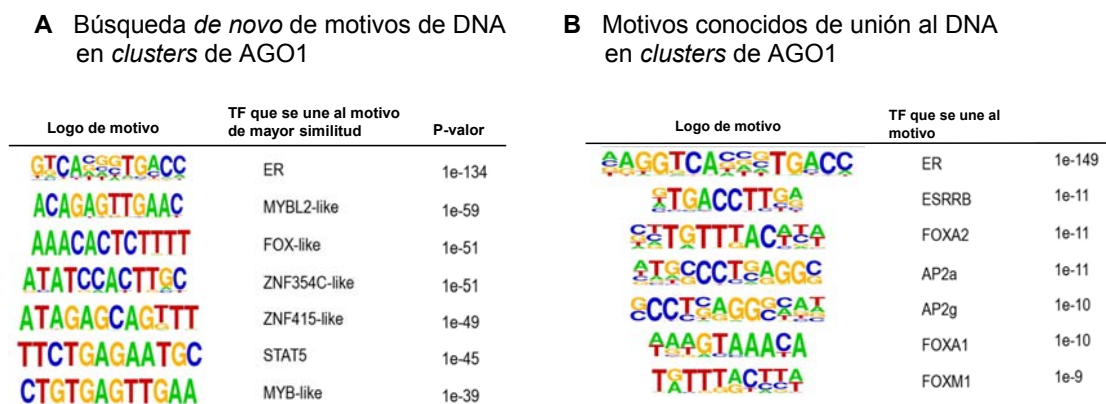 A Búsqueda de novo de motivos de DNA
en clusters de AGO1
Logo de motivo TF que se une al motivo de mayor similitud P-valor
ER 1e-134
ACAGAGTTGAAC MYBL2-like 1e-59
AAACACTCTTTT FOX-like 1e-51
ATATCCACTTGC ZNF354C-like 1e-51
ATAGAGCAGTTT ZNF415-like 1e-49
TTCTGAGAATGC STAT5 1e-45
CTGTGAGTTGAA MYB-like 1e-39
B Motivos conocidos de unión al DNA
en clusters de AGO1
Logo de motivo TF que se une al motivo
ER 1e-149
ESRRB 1e-11
FOXA2 1e-11
AP2a 1e-11
AP2g 1e-10
FOXA1 1e-10
FOXM1 1e-9